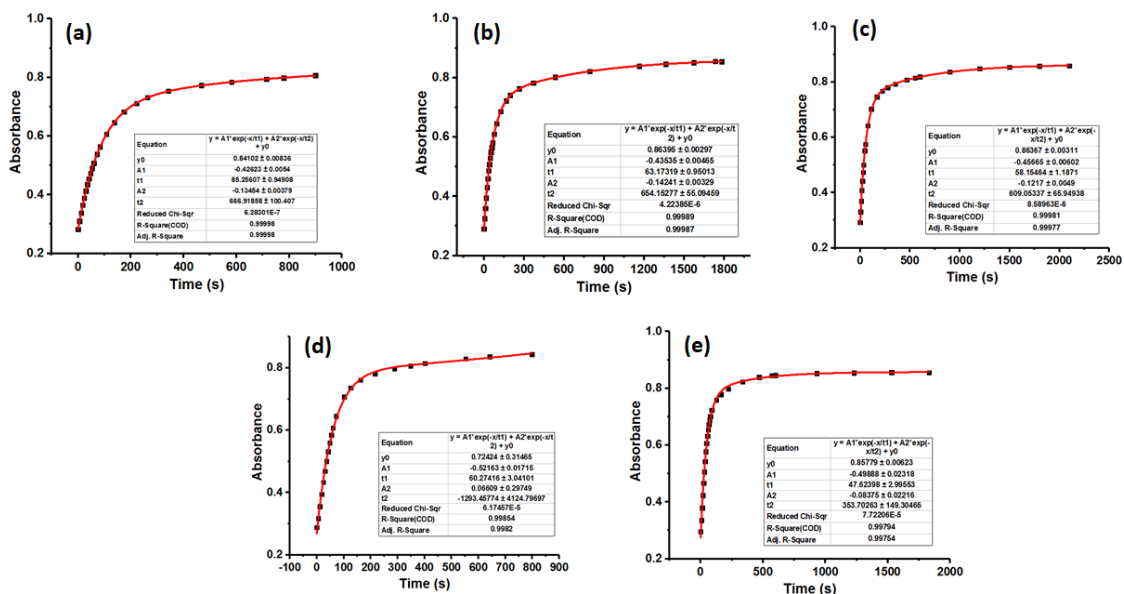 (a)
Absorbance
1.0
0.8
0.6
0.4
0.2
0 200 400 600 800 1000
Time (s)
Equation y = A1*exp(-x/t1) + A2*exp(-x/t2) + y0
y0 0.84102 ± 0.00836
A1 -0.42623 ± 0.0054
t1 85.25607 ± 0.94908
A2 -0.13454 ± 0.00379
t2 666.91858 ± 100.407
Reduced Chi-Sqr 6.28301E-7
R-Square(COD) 0.99998
Adj. R-Square 0.99998
(b)
Absorbance
1.0
0.8
0.6
0.4
0.2
0 300 600 900 1200 1500 1800
Time (s)
Equation y = A1*exp(-x/t1) + A2*exp(-x/t
2) + y0
y0 0.86395 ± 0.00297
A1 -0.43535 ± 0.00465
t1 63.17319 ± 0.95013
A2 -0.14241 ± 0.00329
t2 654.15277 ± 55.09459
Reduced Chi-Sqr 4.22385E-6
R-Square(COD) 0.99989
Adj. R-Square 0.99987
(c)
Absorbance
1.0
0.8
0.6
0.4
0.2
0 500 1000 1500 2000 2500
Time (s)
Equation y = A1*exp(-x/t1) + A2*exp(-
x/t2) + y0
y0 0.86367 ± 0.00311
A1 -0.45665 ± 0.00602
t1 58.15464 ± 1.1871
A2 -0.1217 ± 0.0049
t2 609.05337 ± 65.94938
Reduced Chi-Sqr 8.58963E-6
R-Square(COD) 0.99981
Adj. R-Square 0.99977
(d)
Absorbance
0.8
0.6
0.4
0.2
-100 0 100 200 300 400 500 600 700 800 900
Time (s)
Equation y = A1*exp(-x/t1) + A2*exp(-x/t
2) + y0
y0 0.72424 ± 0.31465
A1 -0.52163 ± 0.01715
t1 60.27416 ± 3.04101
A2 0.06609 ± 0.29749
t2 -1293.45774 ± 4124.79697
Reduced Chi-Sqr 6.17457E-5
R-Square(COD) 0.99854
Adj. R-Square 0.9982
(e)
Absorbance
1.0
0.8
0.6
0.4
0.2
0 500 1000 1500 2000
Time (s)
Equation y = A1*exp(-x/t1) + A2*exp(-
x/t2) + y0
y0 0.85779 ± 0.00623
A1 -0.49888 ± 0.02318
t1 47.62398 ± 2.99553
A2 -0.08375 ± 0.02216
t2 353.70263 ± 149.30465
Reduced Chi-Sqr 7.72206E-5
R-Square(COD) 0.99794
Adj. R-Square 0.99754